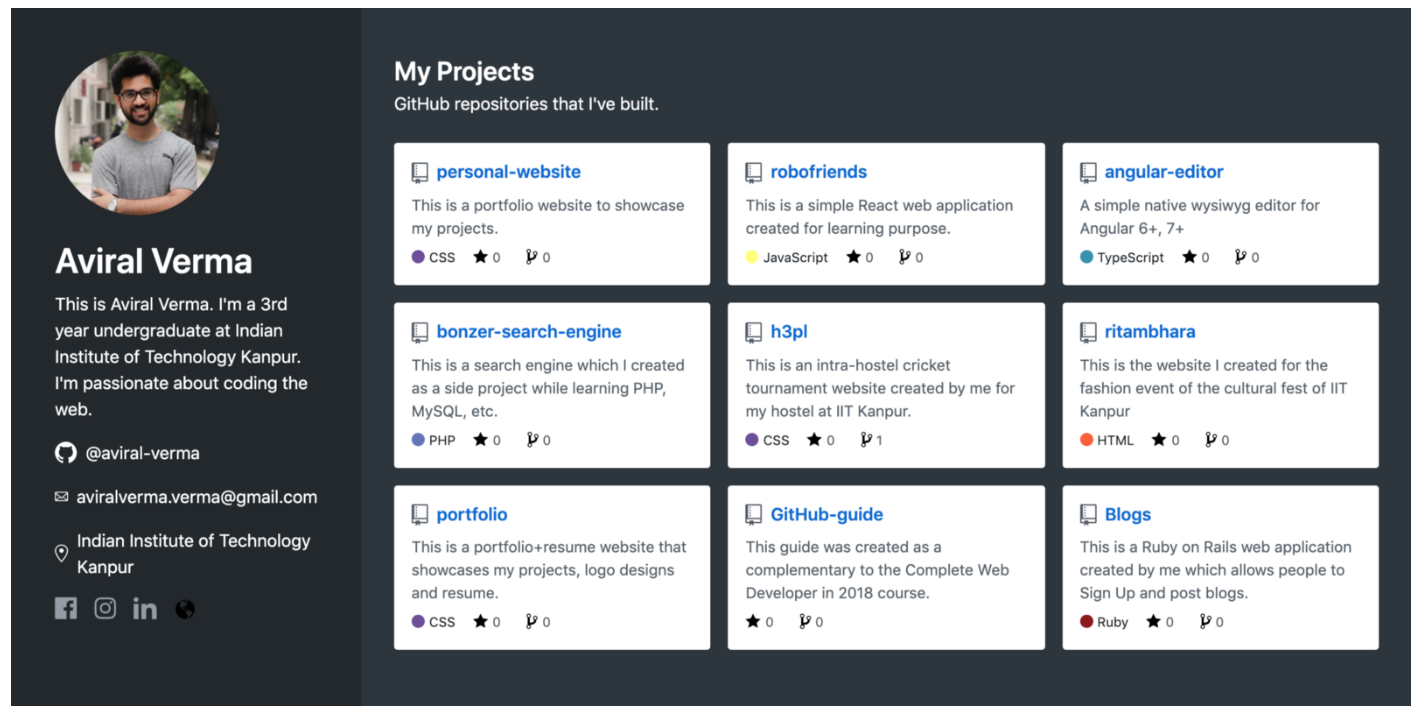 Aviral Verma
This is Aviral Verma. I'm a 3rd
year undergraduate at Indian
Institute of Technology Kanpur.
I'm passionate about coding the
web.
@aviral-verma
aviralverma.verma@gmail.com
Indian Institute of Technology
Kanpur
My Projects
GitHub repositories that I've built.
personal-website
This is a portfolio website to showcase
my projects.
CSS 0 0
robofriends
This is a simple React web application
created for learning purpose.
JavaScript 0 0
angular-editor
A simple native wysiwyg editor for
Angular 6+, 7+
TypeScript 0 0
bonzer-search-engine
This is a search engine which I created
as a side project while learning PHP,
MySQL, etc.
PHP 0 0
h3pl
This is an intra-hostel cricket
tournament website created by me for
my hostel at IIT Kanpur.
CSS 0 1
ritambhara
This is the website I created for the
fashion event of the cultural fest of IIT
Kanpur
HTML 0 0
portfolio
This is a portfolio+resume website that
showcases my projects, logo designs
and resume.
CSS 0 0
GitHub-guide
This guide was created as a
complementary to the Complete Web
Developer in 2018 course.
0 0
Blogs
This is a Ruby on Rails web application
created by me which allows people to
Sign Up and post blogs.
Ruby 0 0